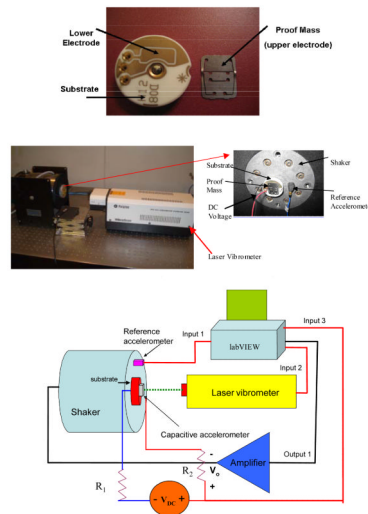 Lower
Electrode
Proof Mass
(upper electrode)
Substrate
Substrate
Shaker
Proof
Mass
DC
Voltage
Reference
Accelerometer
Laser Vibrometer
Reference
accelerometer
Input 1
Input 3
labVIEW
substrate
Input 2
Laser vibrometer
Shaker
Capacitive accelerometer
Amplifier
Output 1
R1
R2
-
Vo
+
- VDC +